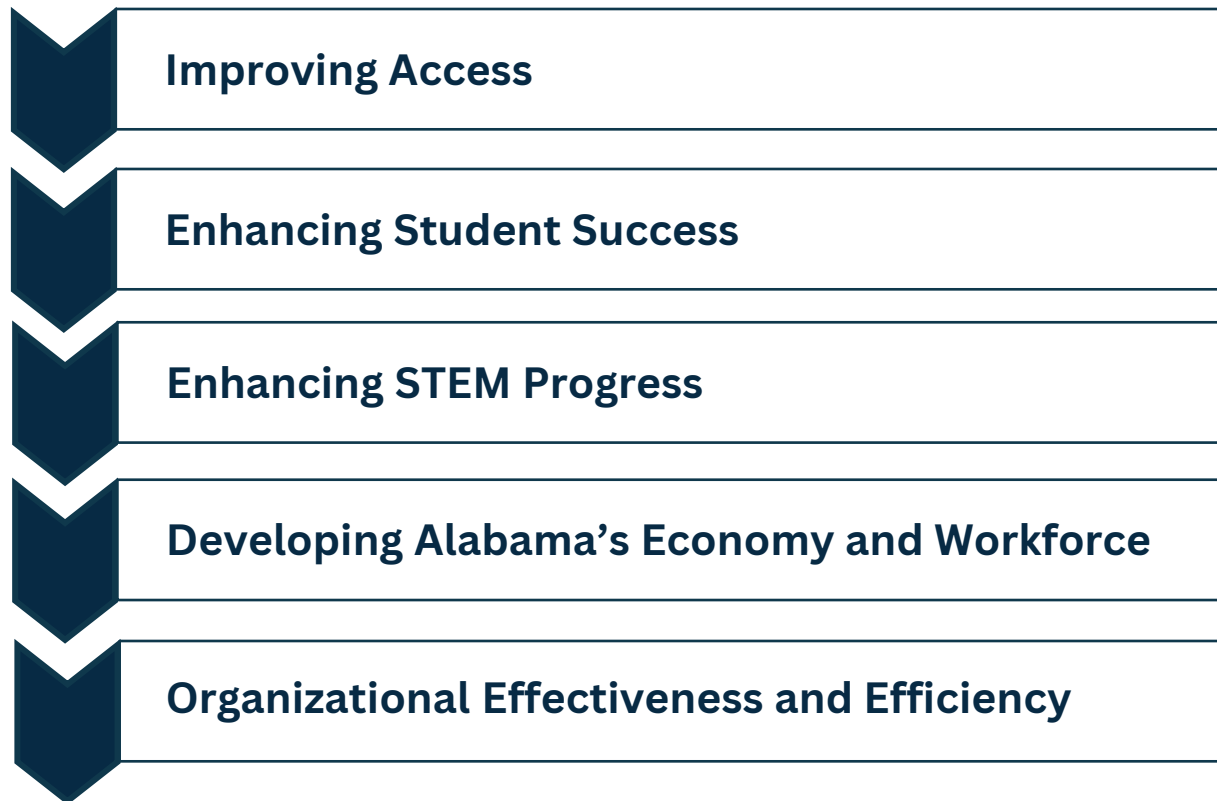 Improving Access
Enhancing Student Success
Enhancing STEM Progress
Developing Alabama’s Economy and Workforce
Organizational Effectiveness and Efficiency